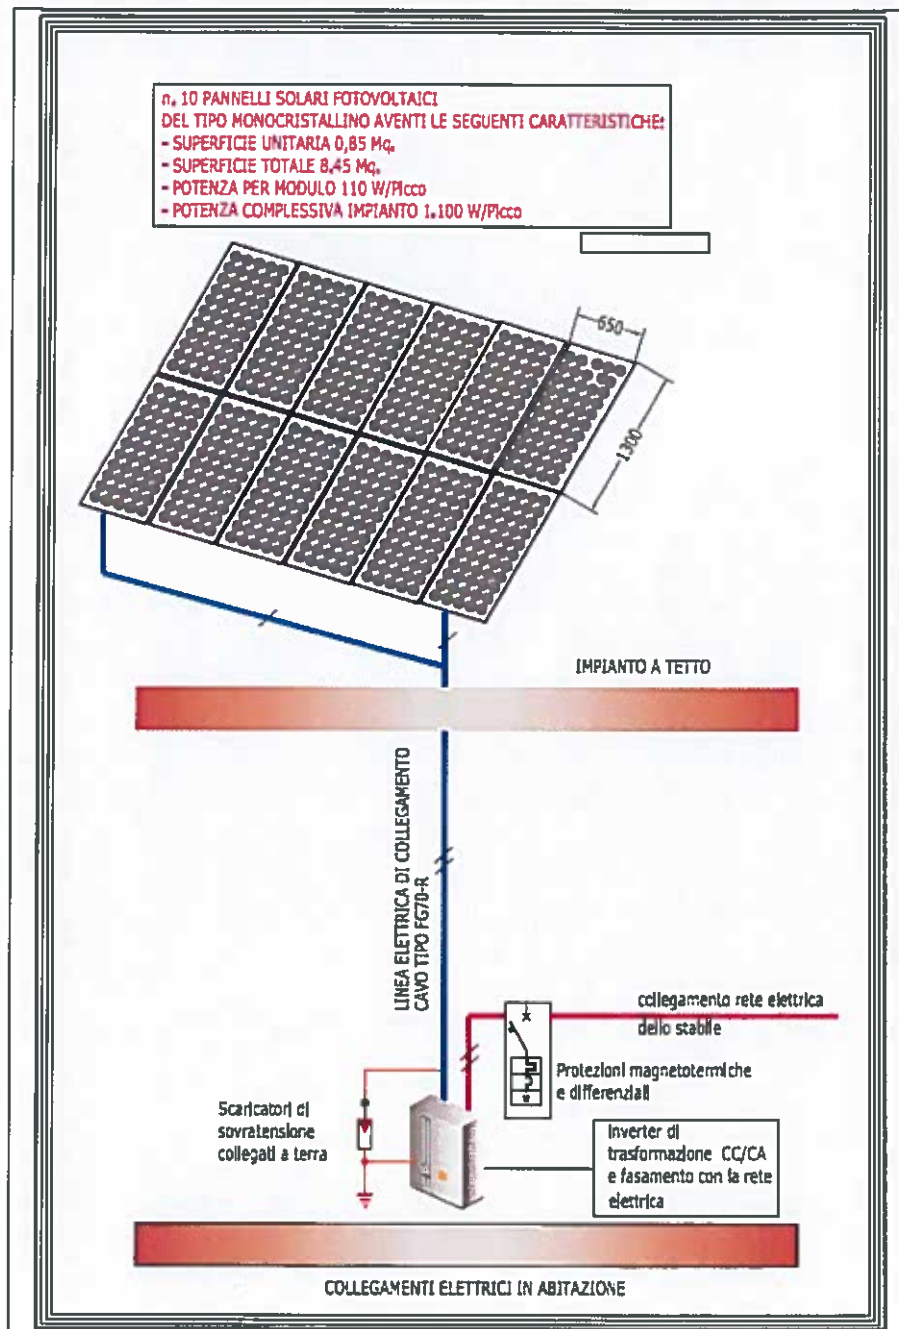 n. 10 PANNELLI SOLARI FOTOVOLTAICI
DEL TIPO MONOCRISTALLINO AVENTI LE SEGUENTI CARATTERISTICHE:
- SUPERFICIE UNITARIA 0,85 Mq.
- SUPERFICIE TOTALE 8,45 Mq.
- POTENZA PER MODULO 110 W/Picco
- POTENZA COMPLESSIVA IMPIANTO 1.100 W/Picco
650
1300
IMPIANTO A TETTO
LINEA ELETTRICA DI COLLEGAMENTO
CAVO TIPO FG70-R
collegamento rete elettrica
dello stabile
Protezioni magnetotermiche
e differenziali
Scaricatori di
sovratensione
collegati a terra
Inverter di
trasformazione CC/CA
e fasamento con la rete
elettrica
COLLEGAMENTI ELETTRICI IN ABITAZIONE